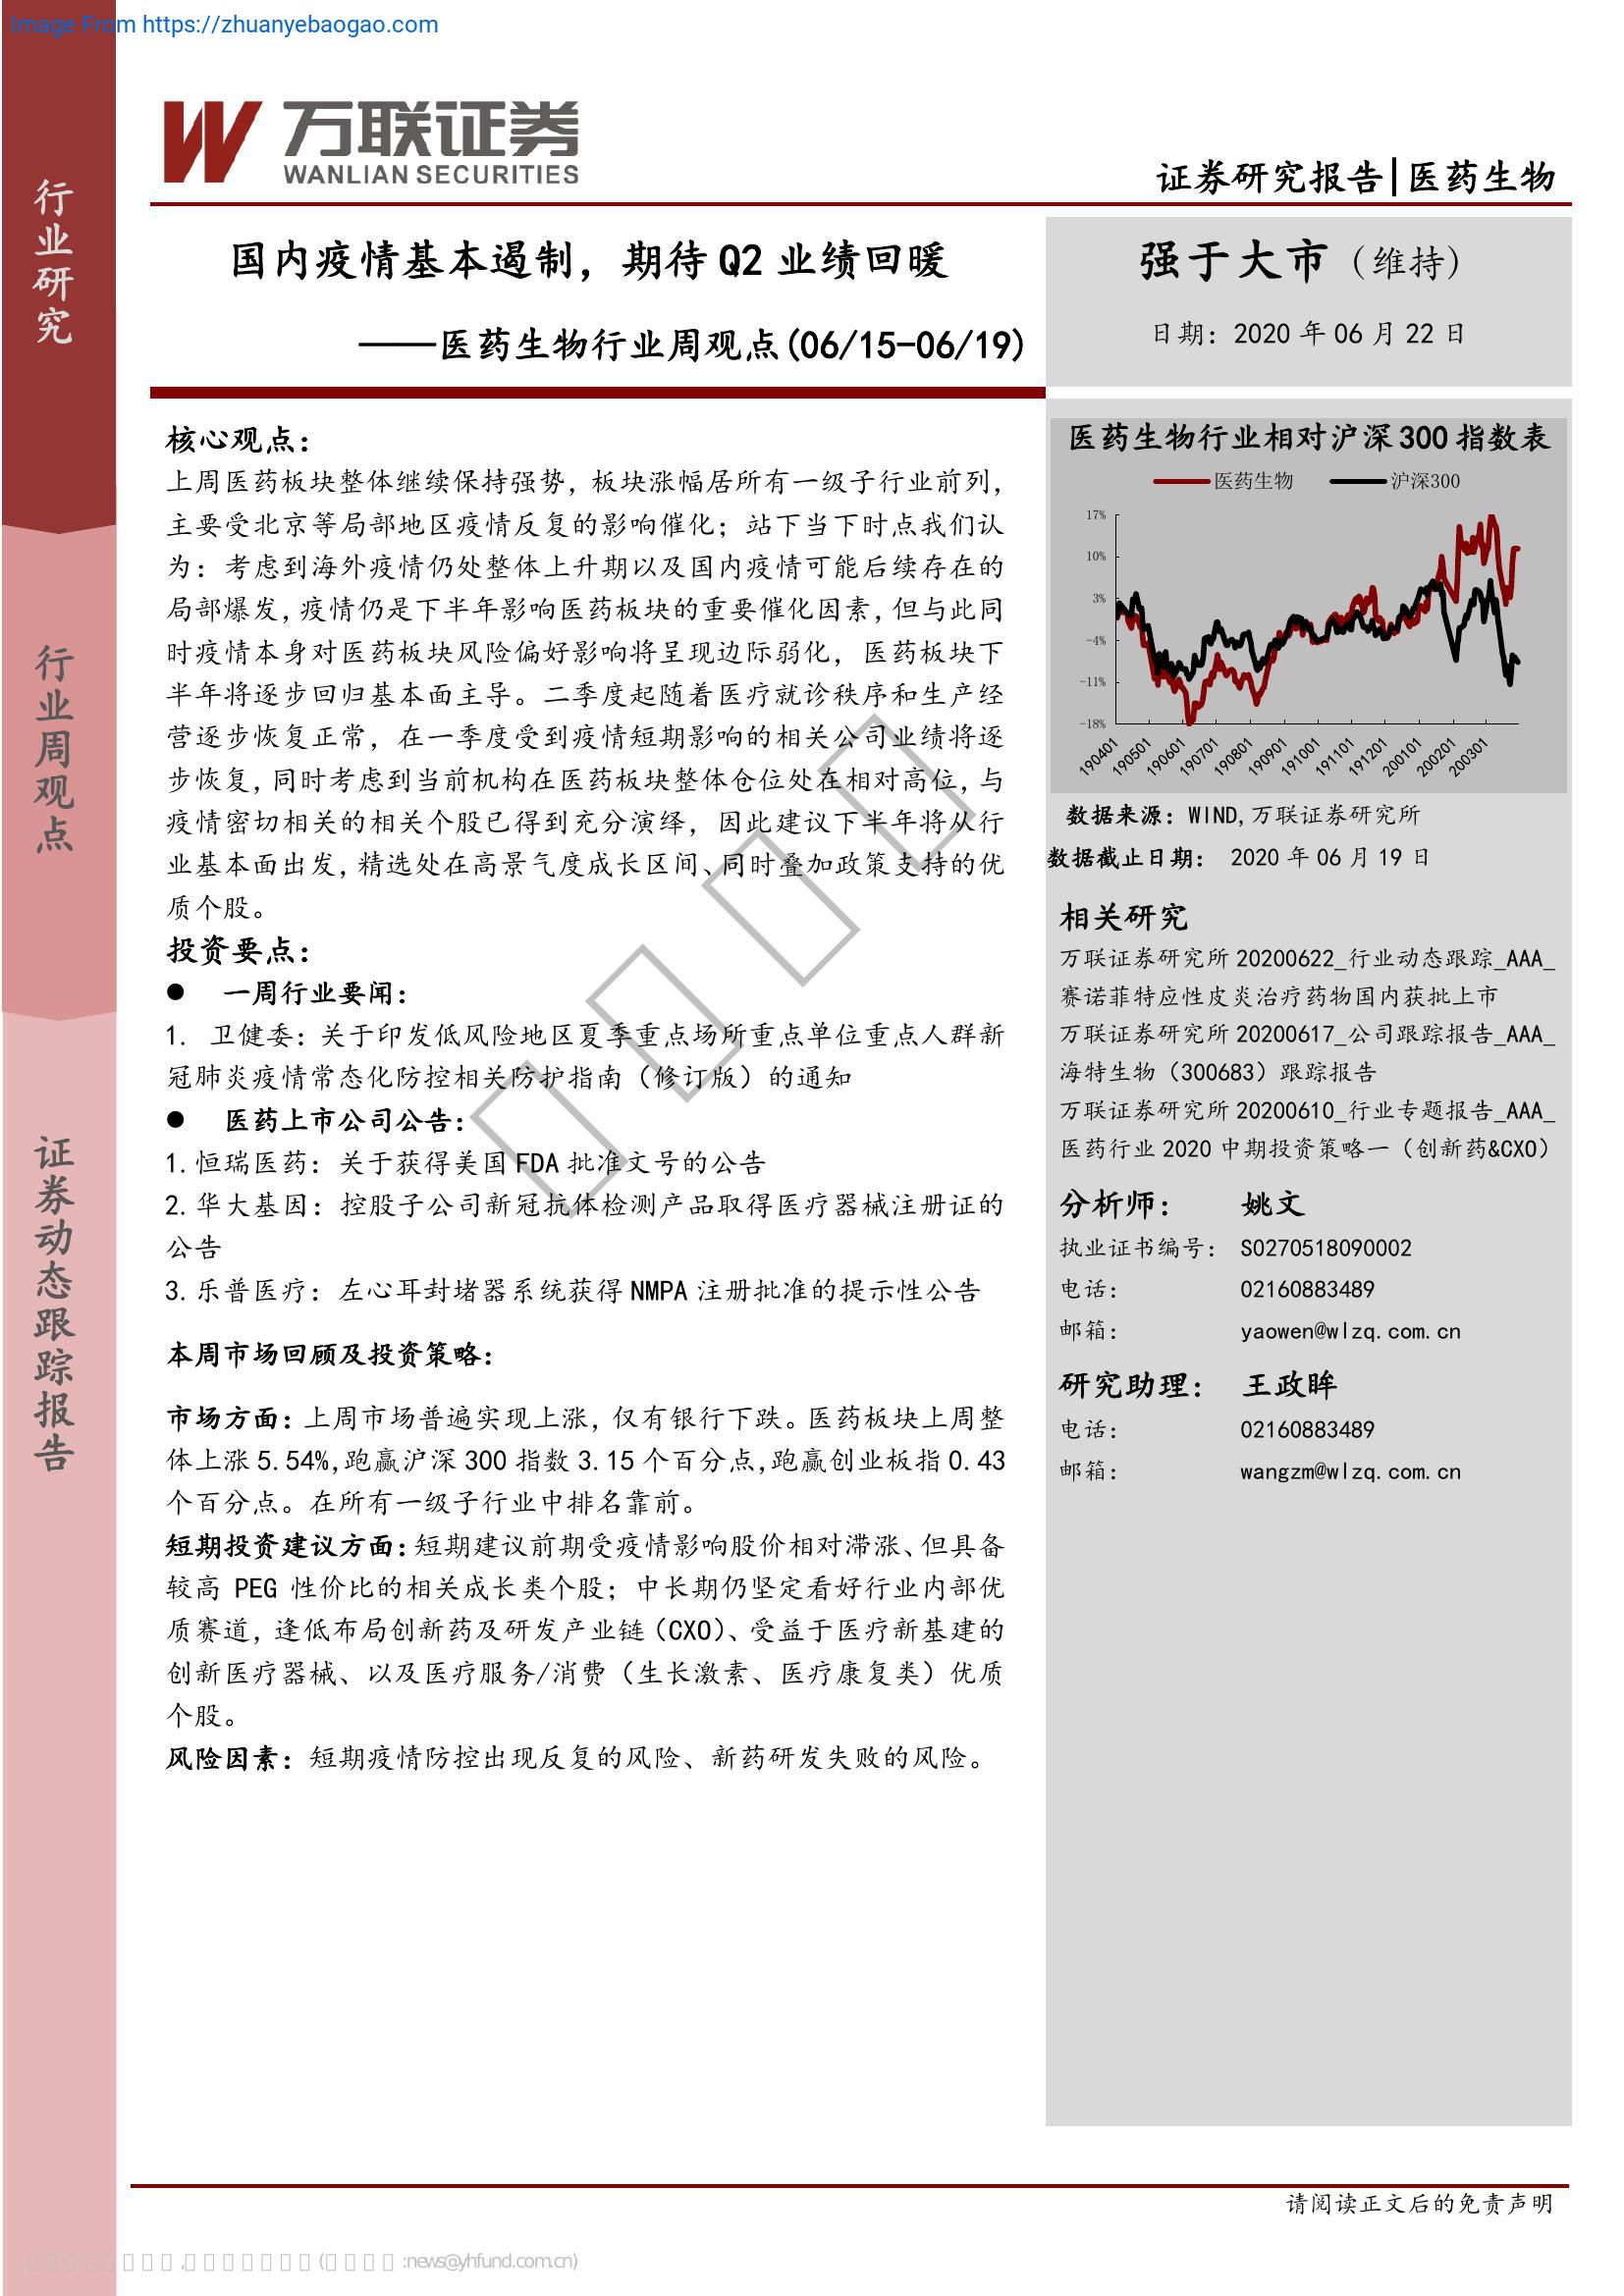 Image From https://zhuanyebaogao.com
万联证券
WANLIAN SECURITIES
证券研究报告|医药生物
行业研究
行业周观点
证券动态跟踪报告
国内疫情基本遏制，期待 Q2 业绩回暖
——医药生物行业周观点(06/15-06/19)
强于大市（维持）
日期：2020 年 06 月 22 日
核心观点：
上周医药板块整体继续保持强势，板块涨幅居所有一级子行业前列，
主要受北京等局部地区疫情反复的影响催化；站下当下时点我们认
为：考虑到海外疫情仍处整体上升期以及国内疫情可能后续存在的
局部爆发，疫情仍是下半年影响医药板块的重要催化因素，但与此同
时疫情本身对医药板块风险偏好影响将呈现边际弱化，医药板块下
半年将逐步回归基本面主导。二季度起随着医疗就诊秩序和生产经
营逐步恢复正常，在一季度受到疫情短期影响的相关公司业绩将逐
步恢复，同时考虑到当前机构在医药板块整体仓位处在相对高位，与
疫情密切相关的相关个股已得到充分演绎，因此建议下半年将从行
业基本面出发，精选处在高景气度成长区间、同时叠加政策支持的优
质个股。
投资要点：
● 一周行业要闻：
1. 卫健委：关于印发低风险地区夏季重点场所重点单位重点人群新
冠肺炎疫情常态化防控相关防护指南（修订版）的通知
● 医药上市公司公告：
1.恒瑞医药：关于获得美国 FDA 批准文号的公告
2.华大基因：控股子公司新冠抗体检测产品取得医疗器械注册证的
公告
3.乐普医疗：左心耳封堵器系统获得 NMPA 注册批准的提示性公告
本周市场回顾及投资策略：
市场方面：上周市场普遍实现上涨，仅有银行下跌。医药板块上周整
体上涨 5.54%,跑赢沪深 300 指数 3.15 个百分点,跑赢创业板指 0.43
个百分点。在所有一级子行业中排名靠前。
短期投资建议方面：短期建议前期受疫情影响股价相对滞涨、但具备
较高 PEG 性价比的相关成长类个股；中长期仍坚定看好行业内部优
质赛道，逢低布局创新药及研发产业链（CXO）、受益于医疗新基建的
创新医疗器械、以及医疗服务/消费（生长激素、医疗康复类）优质
个股。
风险因素：短期疫情防控出现反复的风险、新药研发失败的风险。
医药生物行业相对沪深 300 指数表
医药生物 沪深300
17%
10%
3%
-4%
-11%
-18%
190401 190501 190601 190701 190801 190901 191001 191101 191201 200101 200201 200301
数据来源：WIND,万联证券研究所
数据截止日期： 2020 年 06 月 19 日
相关研究
万联证券研究所 20200622_行业动态跟踪_AAA_
赛诺菲特应性皮炎治疗药物国内获批上市
万联证券研究所 20200617_公司跟踪报告_AAA_
海特生物（300683）跟踪报告
万联证券研究所 20200610_行业专题报告_AAA_
医药行业 2020 中期投资策略一（创新药&CXO）
分析师： 姚文
执业证书编号： S0270518090002
电话： 02160883489
邮箱： yaowen@wlzq.com.cn
研究助理： 王政眸
电话： 02160883489
邮箱： wangzm@wlzq.com.cn
请阅读正文后的免责声明
:news@yhfund.com.cn)